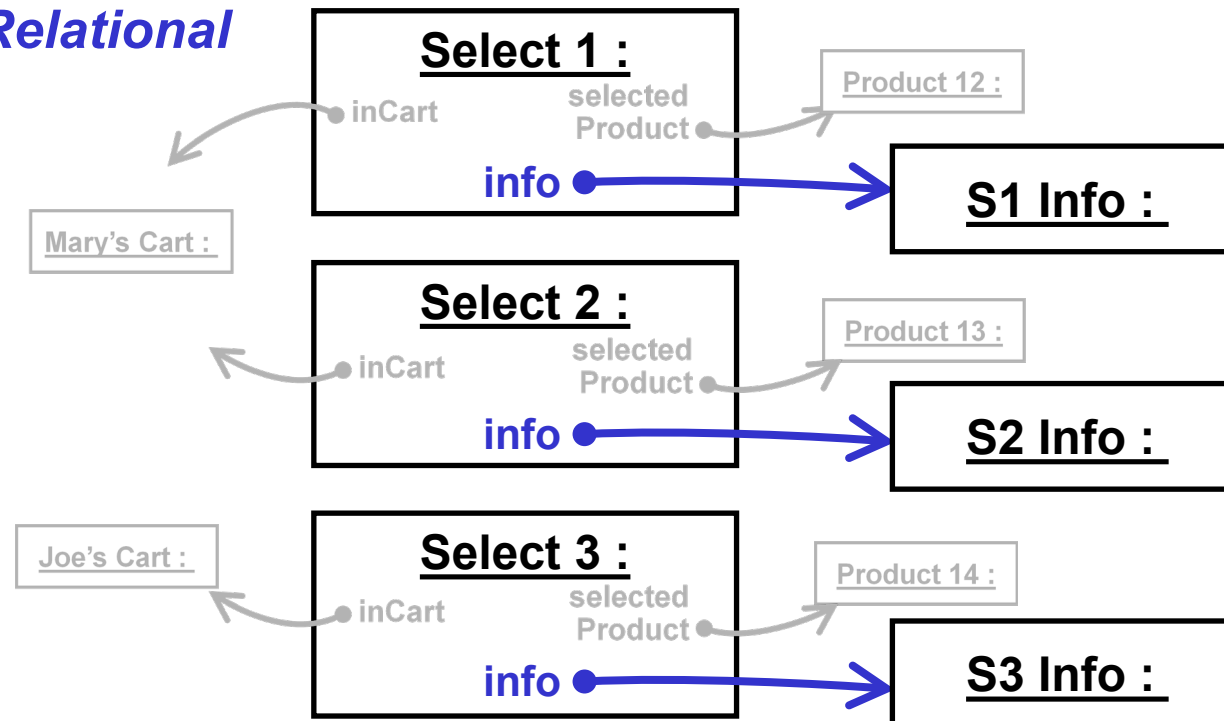 Relational
Select 1 :
inCart
selected
Product
info
Product 12 :
S1 Info :
Mary's Cart :
Select 2 :
inCart
selected
Product
info
Product 13 :
S2 Info :
Joe's Cart :
Select 3 :
inCart
selected
Product
info
Product 14 :
S3 Info :